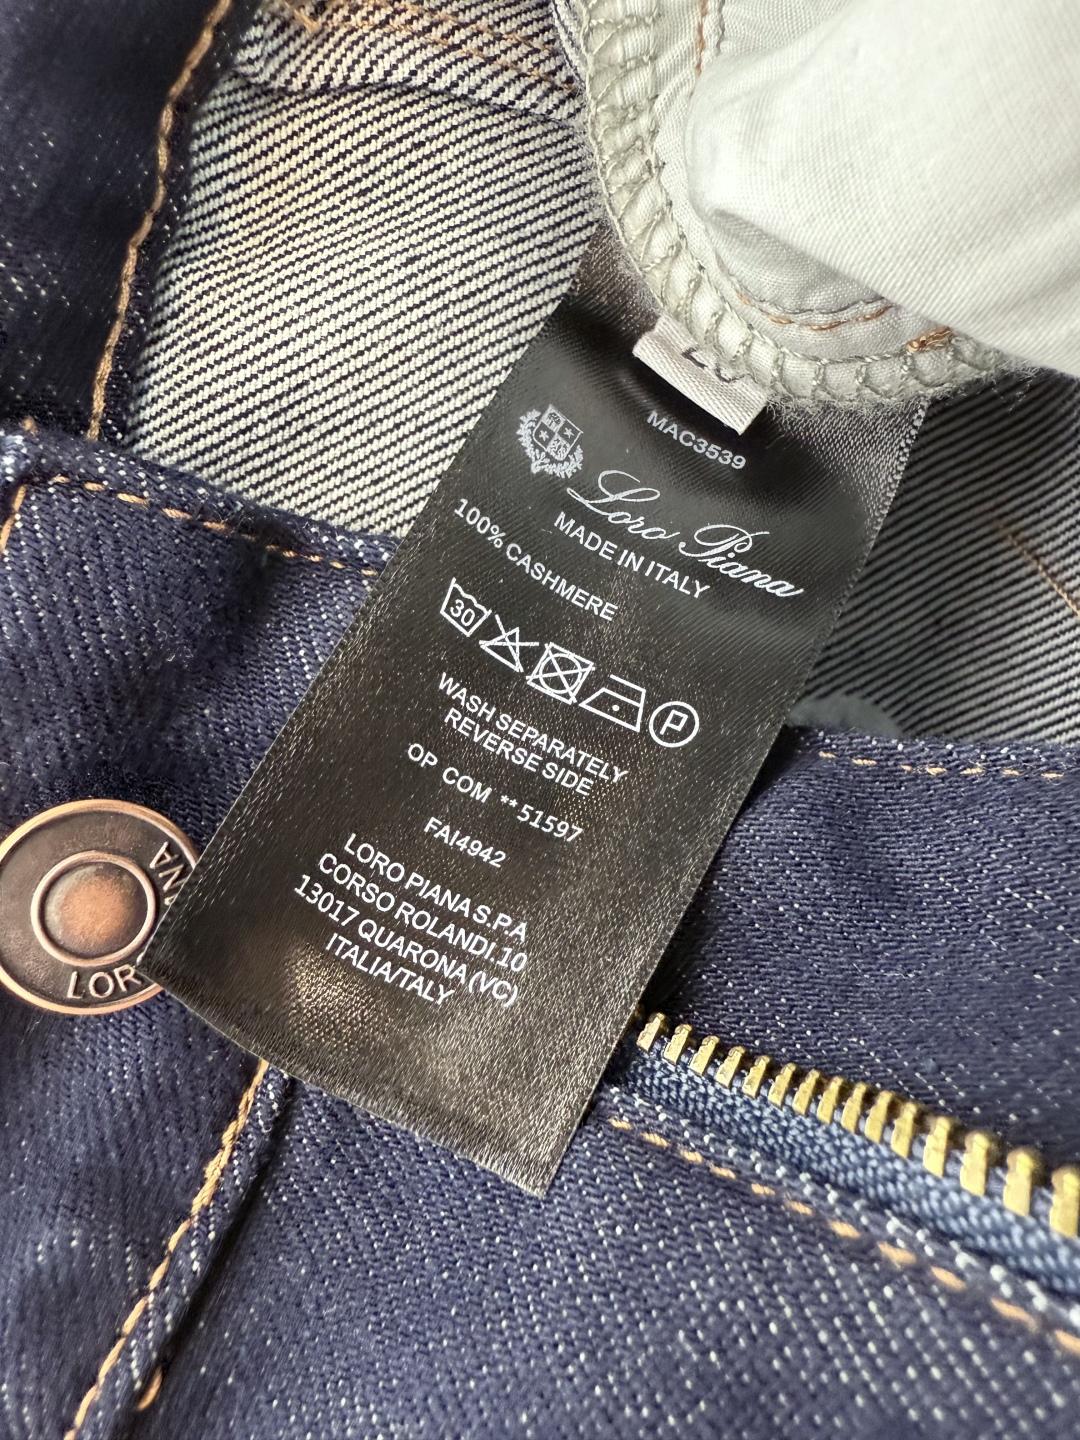 MAC3539
Loro Piana
MADE IN ITALY
100% CASHMERE
30
P
WASH SEPARATELY
REVERSE SIDE
OP COM **51597
FAI4942
LORO PIANA S.P.A
CORSO ROLANDI.10
13017 QUARONA (VC)
ITALIA/ITALY